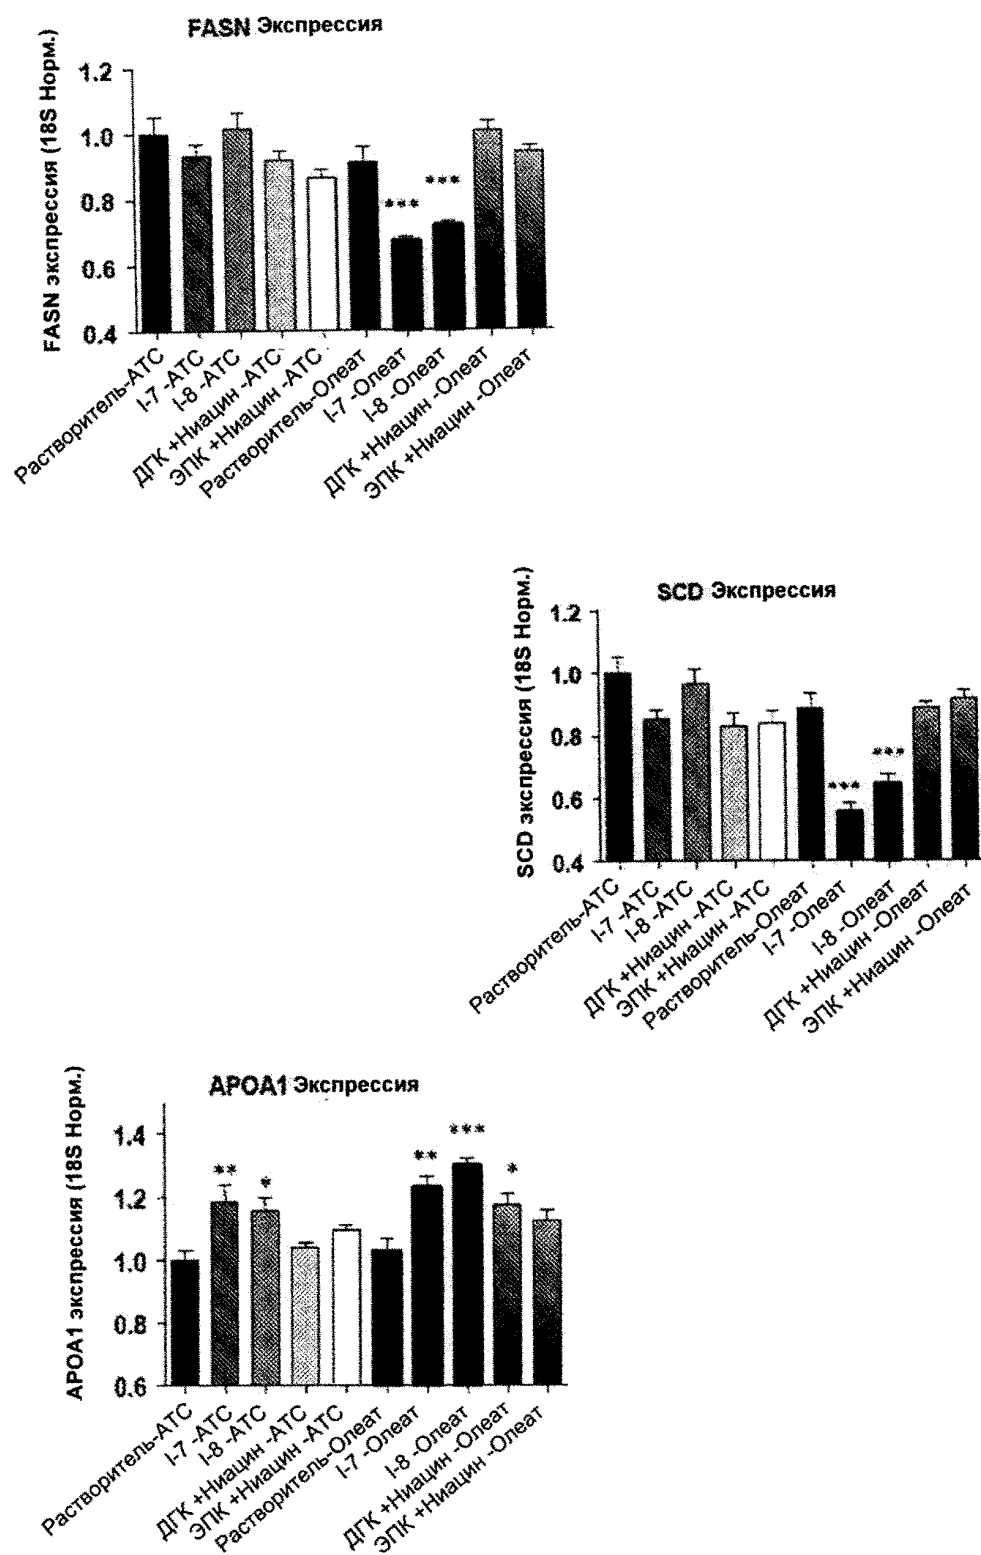 FASN Экспрессия
FASN экспрессия (18S Норм.)
1.2
1.0
0.8
0.6
0.4
***
***
Растворитель-АТС
I-7 -АТС
I-8 -АТС
ДГК +Ниацин -АТС
ЭПК +Ниацин -АТС
Растворитель-Олеат
I-7 -Олеат
I-8 -Олеат
ДГК +Ниацин -Олеат
ЭПК +Ниацин -Олеат
SCD Экспрессия
SCD экспрессия (18S Норм.)
1.2
1.0
0.8
0.6
0.4
***
***
Растворитель-АТС
I-7 -АТС
I-8 -АТС
ДГК +Ниацин -АТС
ЭПК +Ниацин -АТС
Растворитель-Олеат
I-7 -Олеат
I-8 -Олеат
ДГК +Ниацин -Олеат
ЭПК +Ниацин -Олеат
APOA1 Экспрессия
APOA1 экспрессия (18S Норм.)
1.4
1.2
1.0
0.8
0.6
**
*
**
***
*
Растворитель-АТС
I-7 -АТС
I-8 -АТС
ДГК +Ниацин -АТС
ЭПК +Ниацин -АТС
Растворитель-Олеат
I-7 -Олеат
I-8 -Олеат
ДГК +Ниацин -Олеат
ЭПК +Ниацин -Олеат